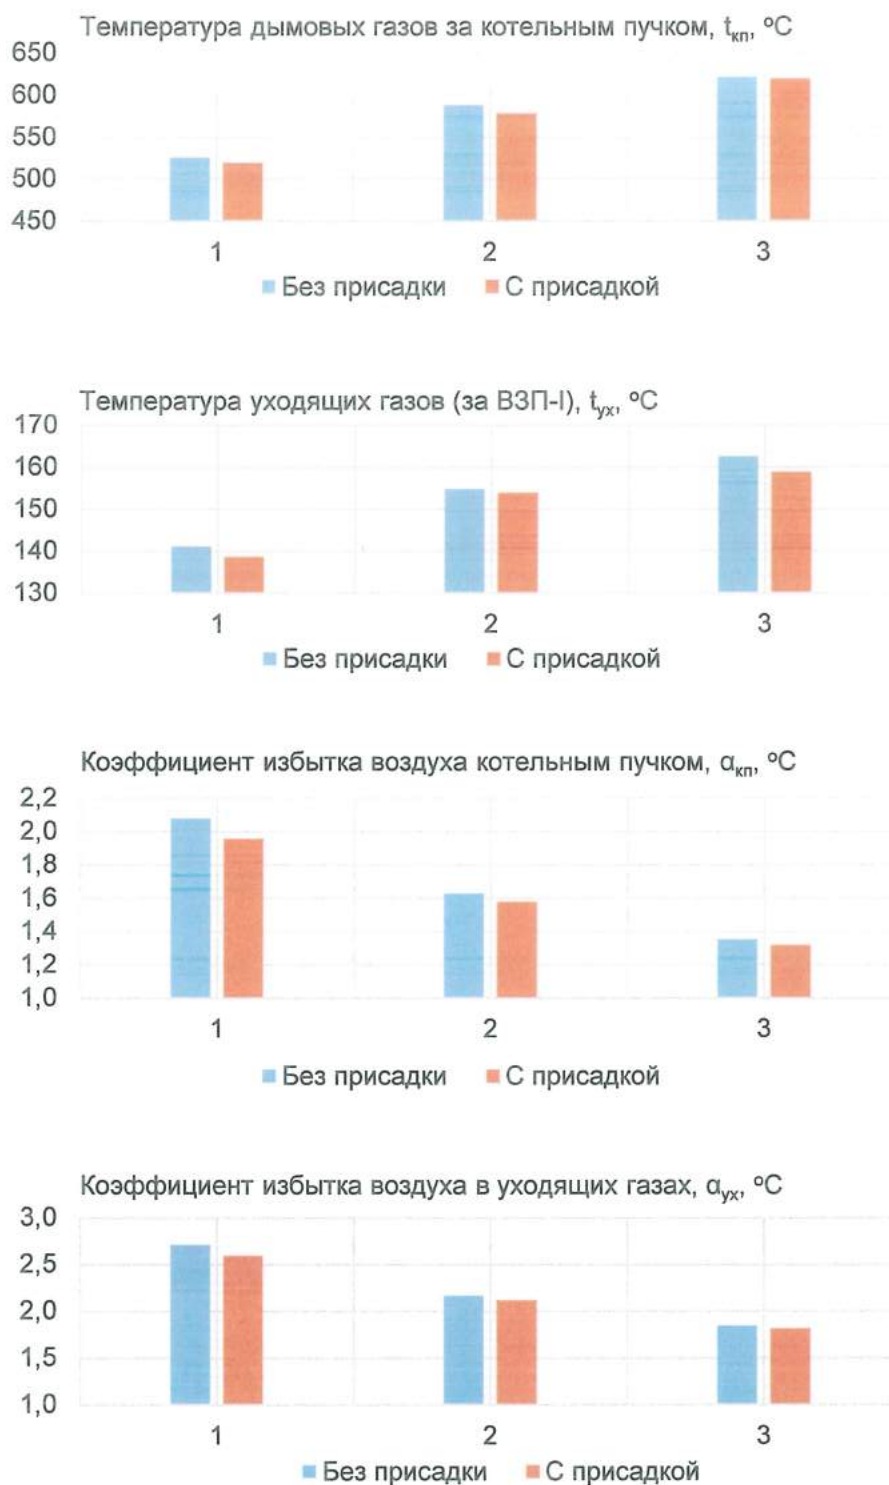 Температура дымовых газов за котельным пучком, tкп, ºС
650
600
550
500
450
1 2 3
Без присадки С присадкой
Температура уходящих газов (за ВЗП-I), tух, ºС
170
160
150
140
130
1 2 3
Без присадки С присадкой
Коэффициент избытка воздуха котельным пучком, αкп, ºС
2,2
2,0
1,8
1,6
1,4
1,2
1,0
1 2 3
Без присадки С присадкой
Коэффициент избытка воздуха в уходящих газах, αух, ºС
3,0
2,5
2,0
1,5
1,0
1 2 3
Без присадки С присадкой